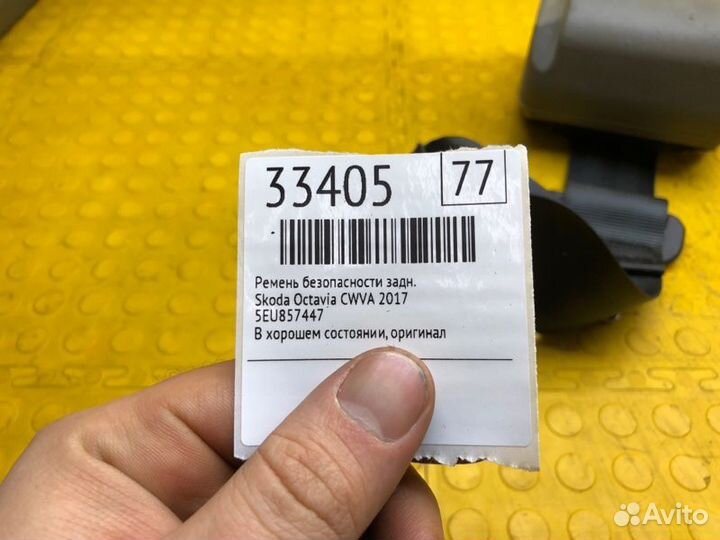 33405
77
Ремень безопасности задн.
Skoda Octavia CWVA 2017
5EU857447
В хорошем состоянии, оригинал
Avito